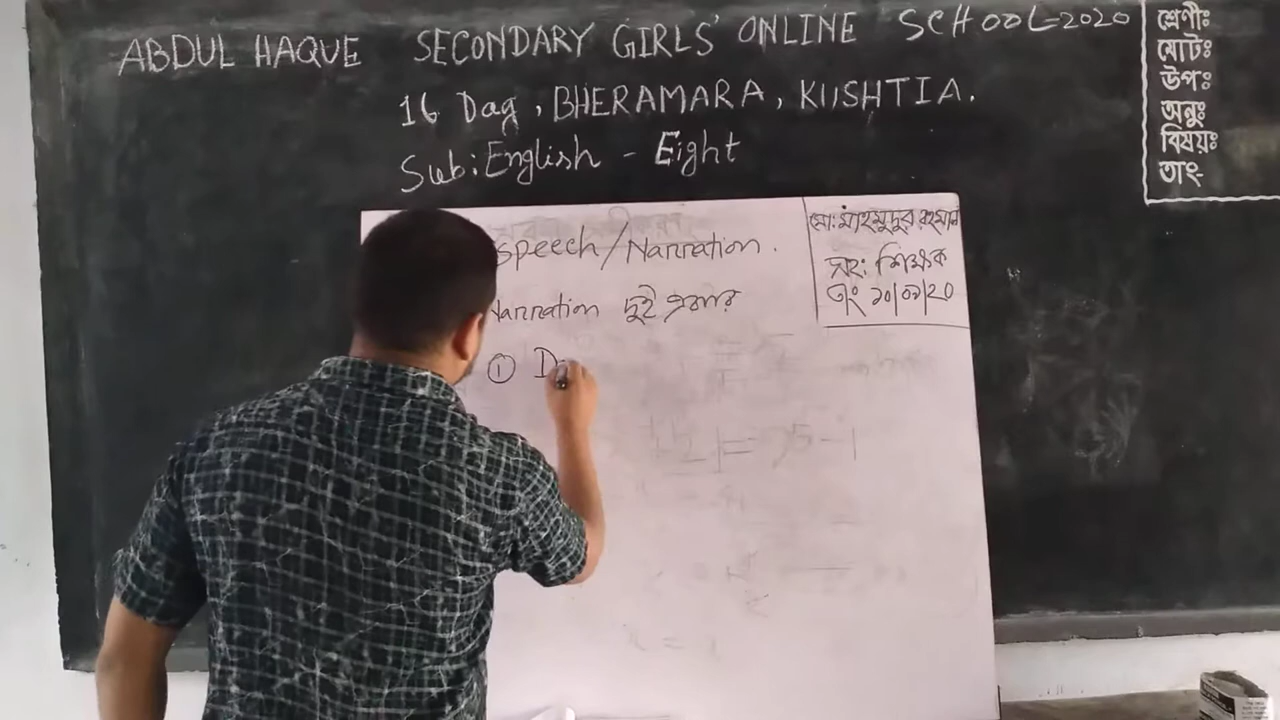 ABDUL HAQUE SECONDARY GIRLS' ONLINE SCHOOL-2020
16 Dag, BHERAMARA, KUSHTIA.
Sub: English - Eight
শ্রেণীঃ
মোটঃ
উপঃ
অনুঃ
বিষয়ঃ
তাং-
speech/Narration.
Narration দুই প্রকার
① D
মোঃ মাহমুদুর রহমান
সহঃ শিক্ষক
তাং ১০/০৯/২০